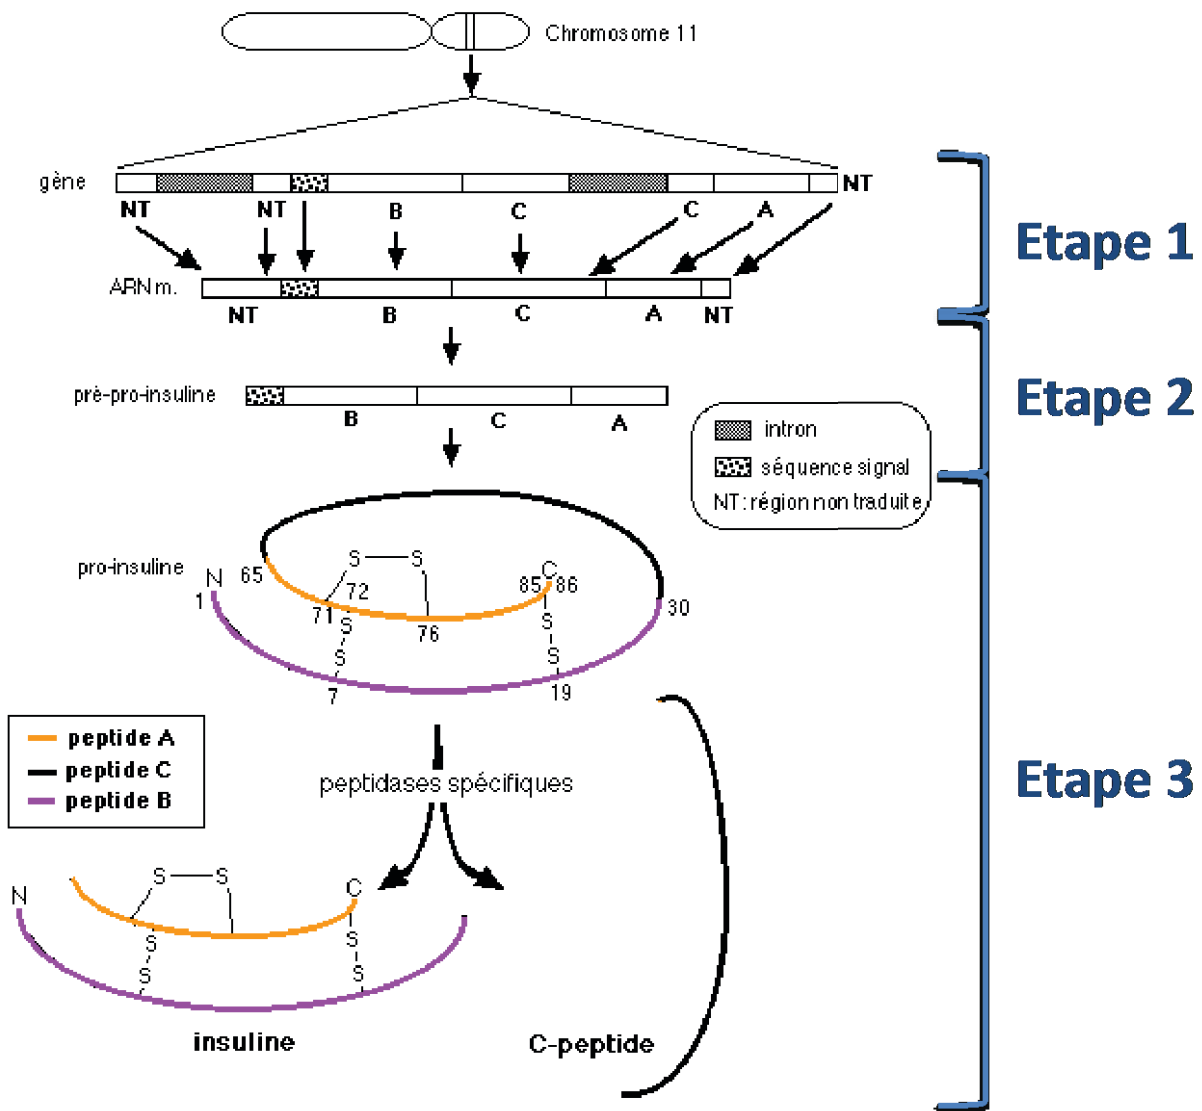 Chromosome 11
gène
NT
NT
NT
B
C
C
A
Etape 1
ARN m.
NT
B
C
A
NT
pré-pro-insuline
B
C
A
Etape 2
intron
séquence signal
NT : région non traduite
pro-insuline
N
1
65
S
S
71
72
76
C
85
86
30
S
S
S
S
7
19
peptide A
peptide C
peptide B
peptidases spécifiques
Etape 3
N
S
S
C
S
S
S
S
insuline
C-peptide